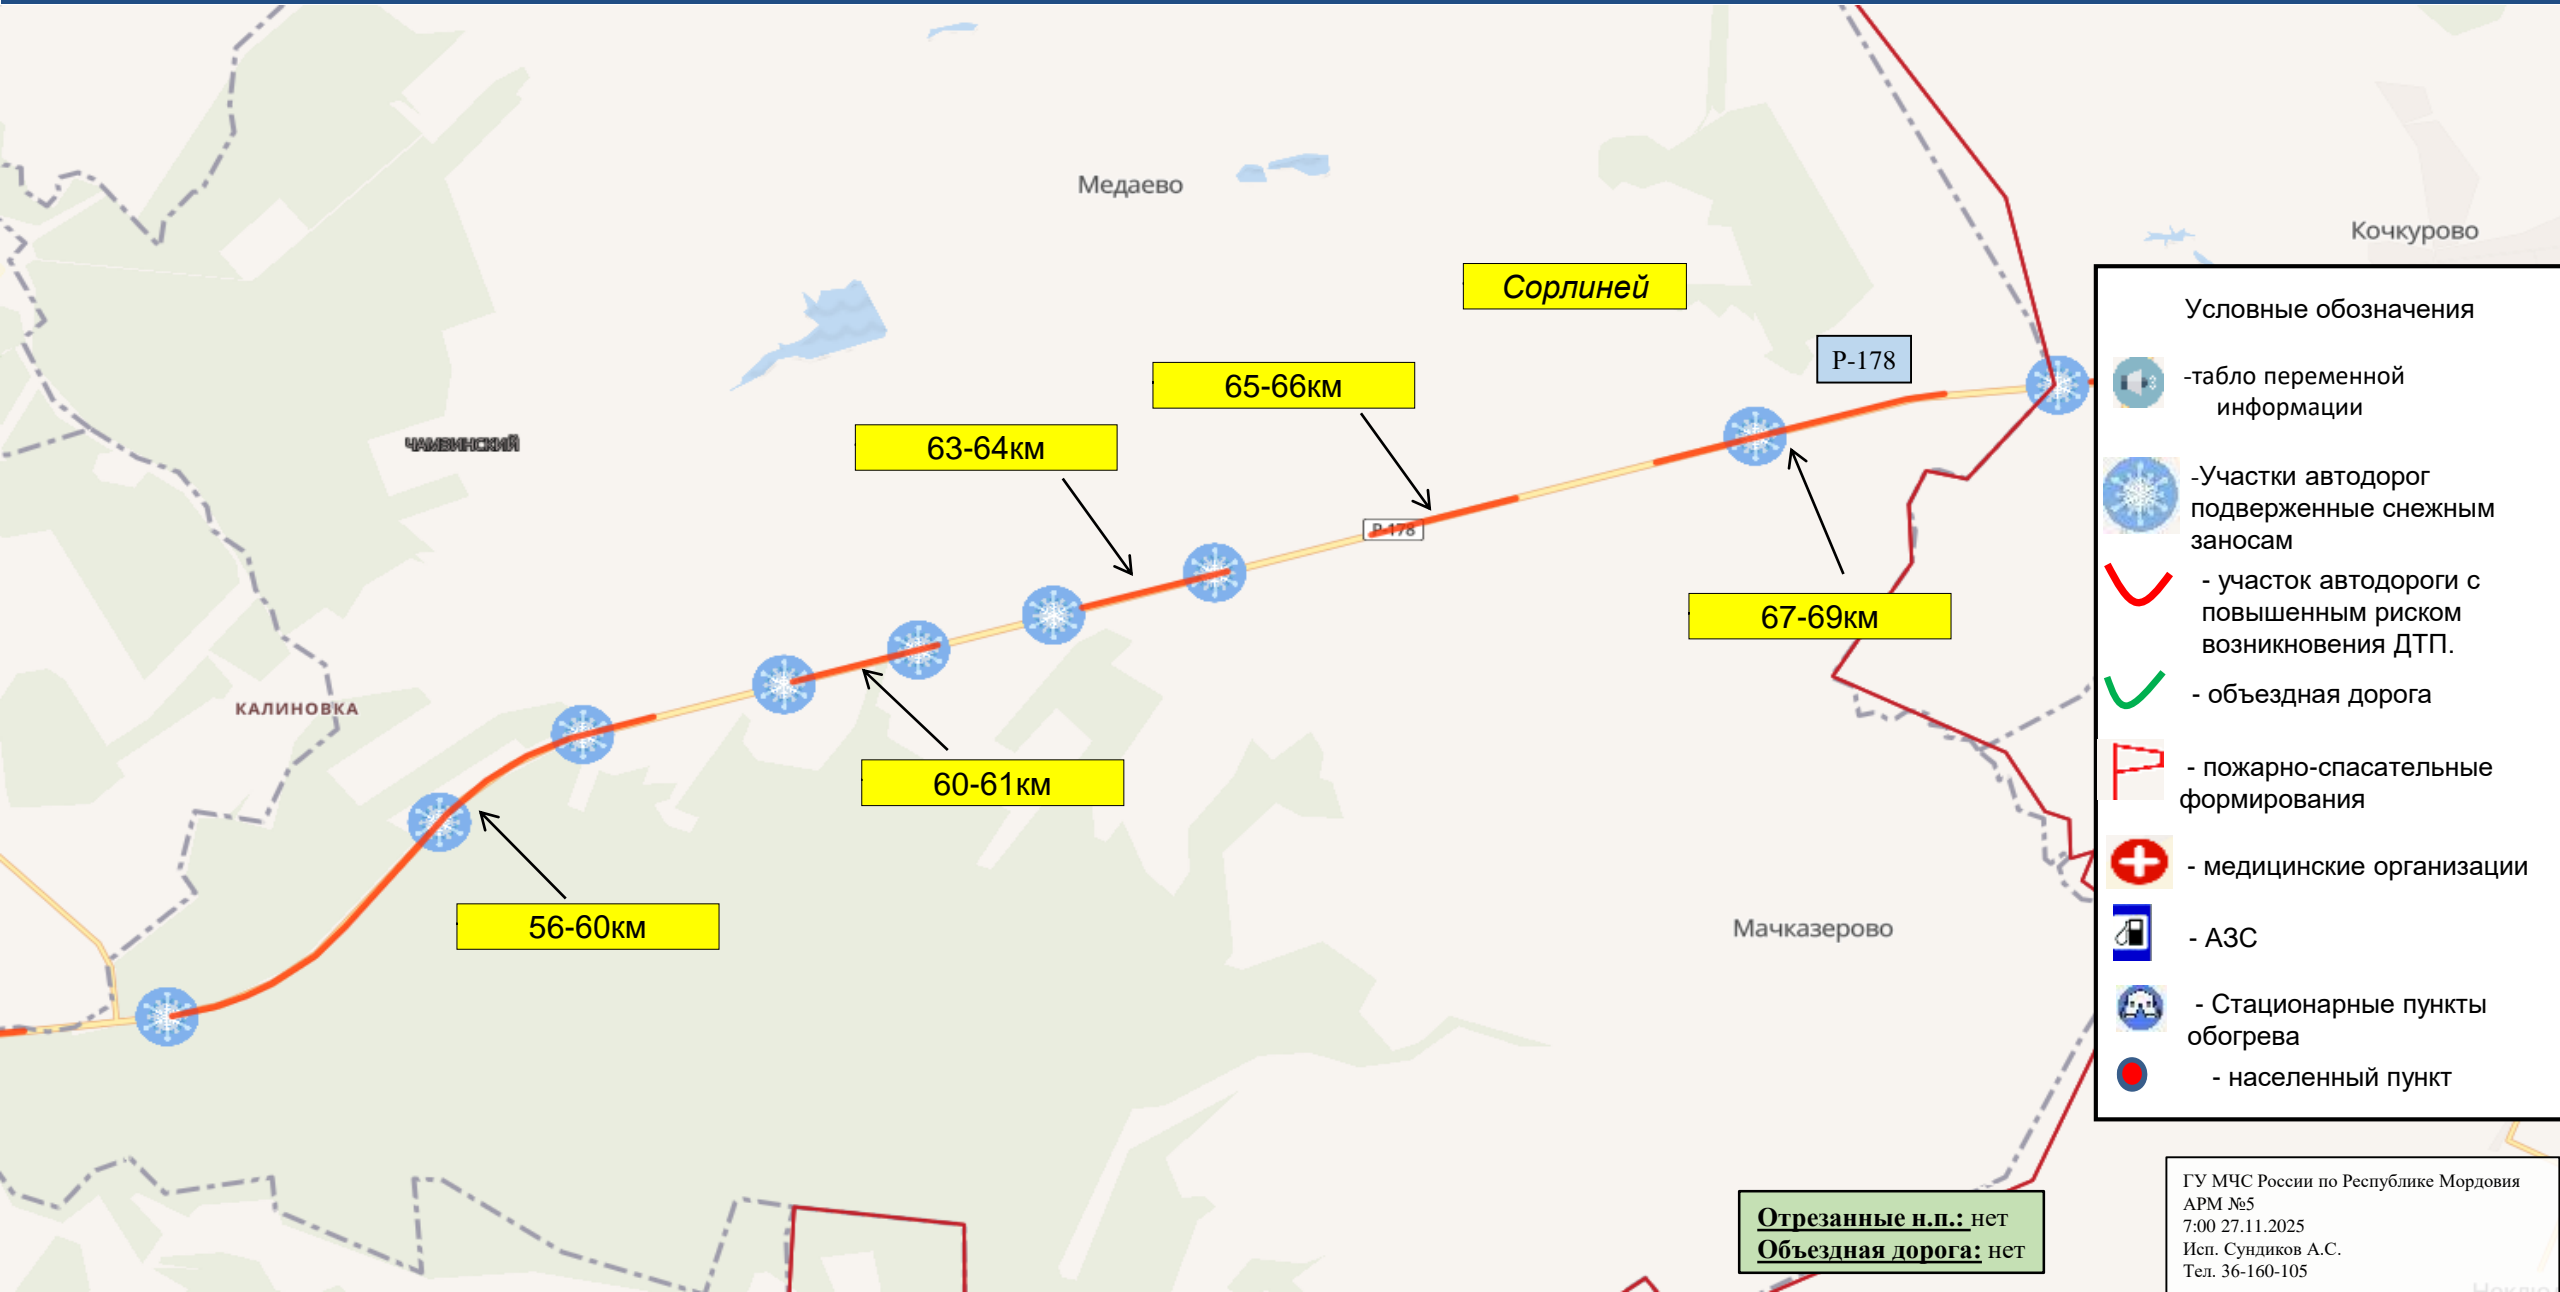 Медаево
Кочкурово
Сорлиней
Р-178
65-66км
63-64км
ЧАМЗИНСКИЙ
Р-178
67-69км
КАЛИНОВКА
60-61км
56-60км
Мачказерово
Условные обозначения
-табло переменной
информации
-Участки автодорог
подверженные снежным
заносам
- участок автодороги с
повышенным риском
возникновения ДТП.
- объездная дорога
- пожарно-спасательные
формирования
- медицинские организации
- АЗС
- Стационарные пункты
обогрева
- населенный пункт
Отрезанные н.п.: нет
Объездная дорога: нет
ГУ МЧС России по Республике Мордовия
АРМ №5
7:00 27.11.2025
Исп. Сундиков А.С.
Тел. 36-160-105